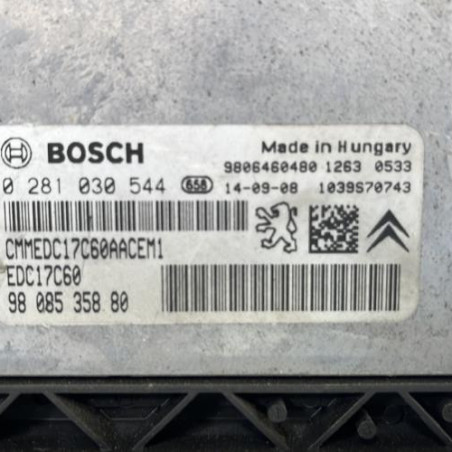 BOSCH
Made in Hungary
9806460480 1263 0533
0 281 030 544 658 14-09-08 1039S70743
CMMEDC17C60AACEM1
EDC17C60
98 085 358 80